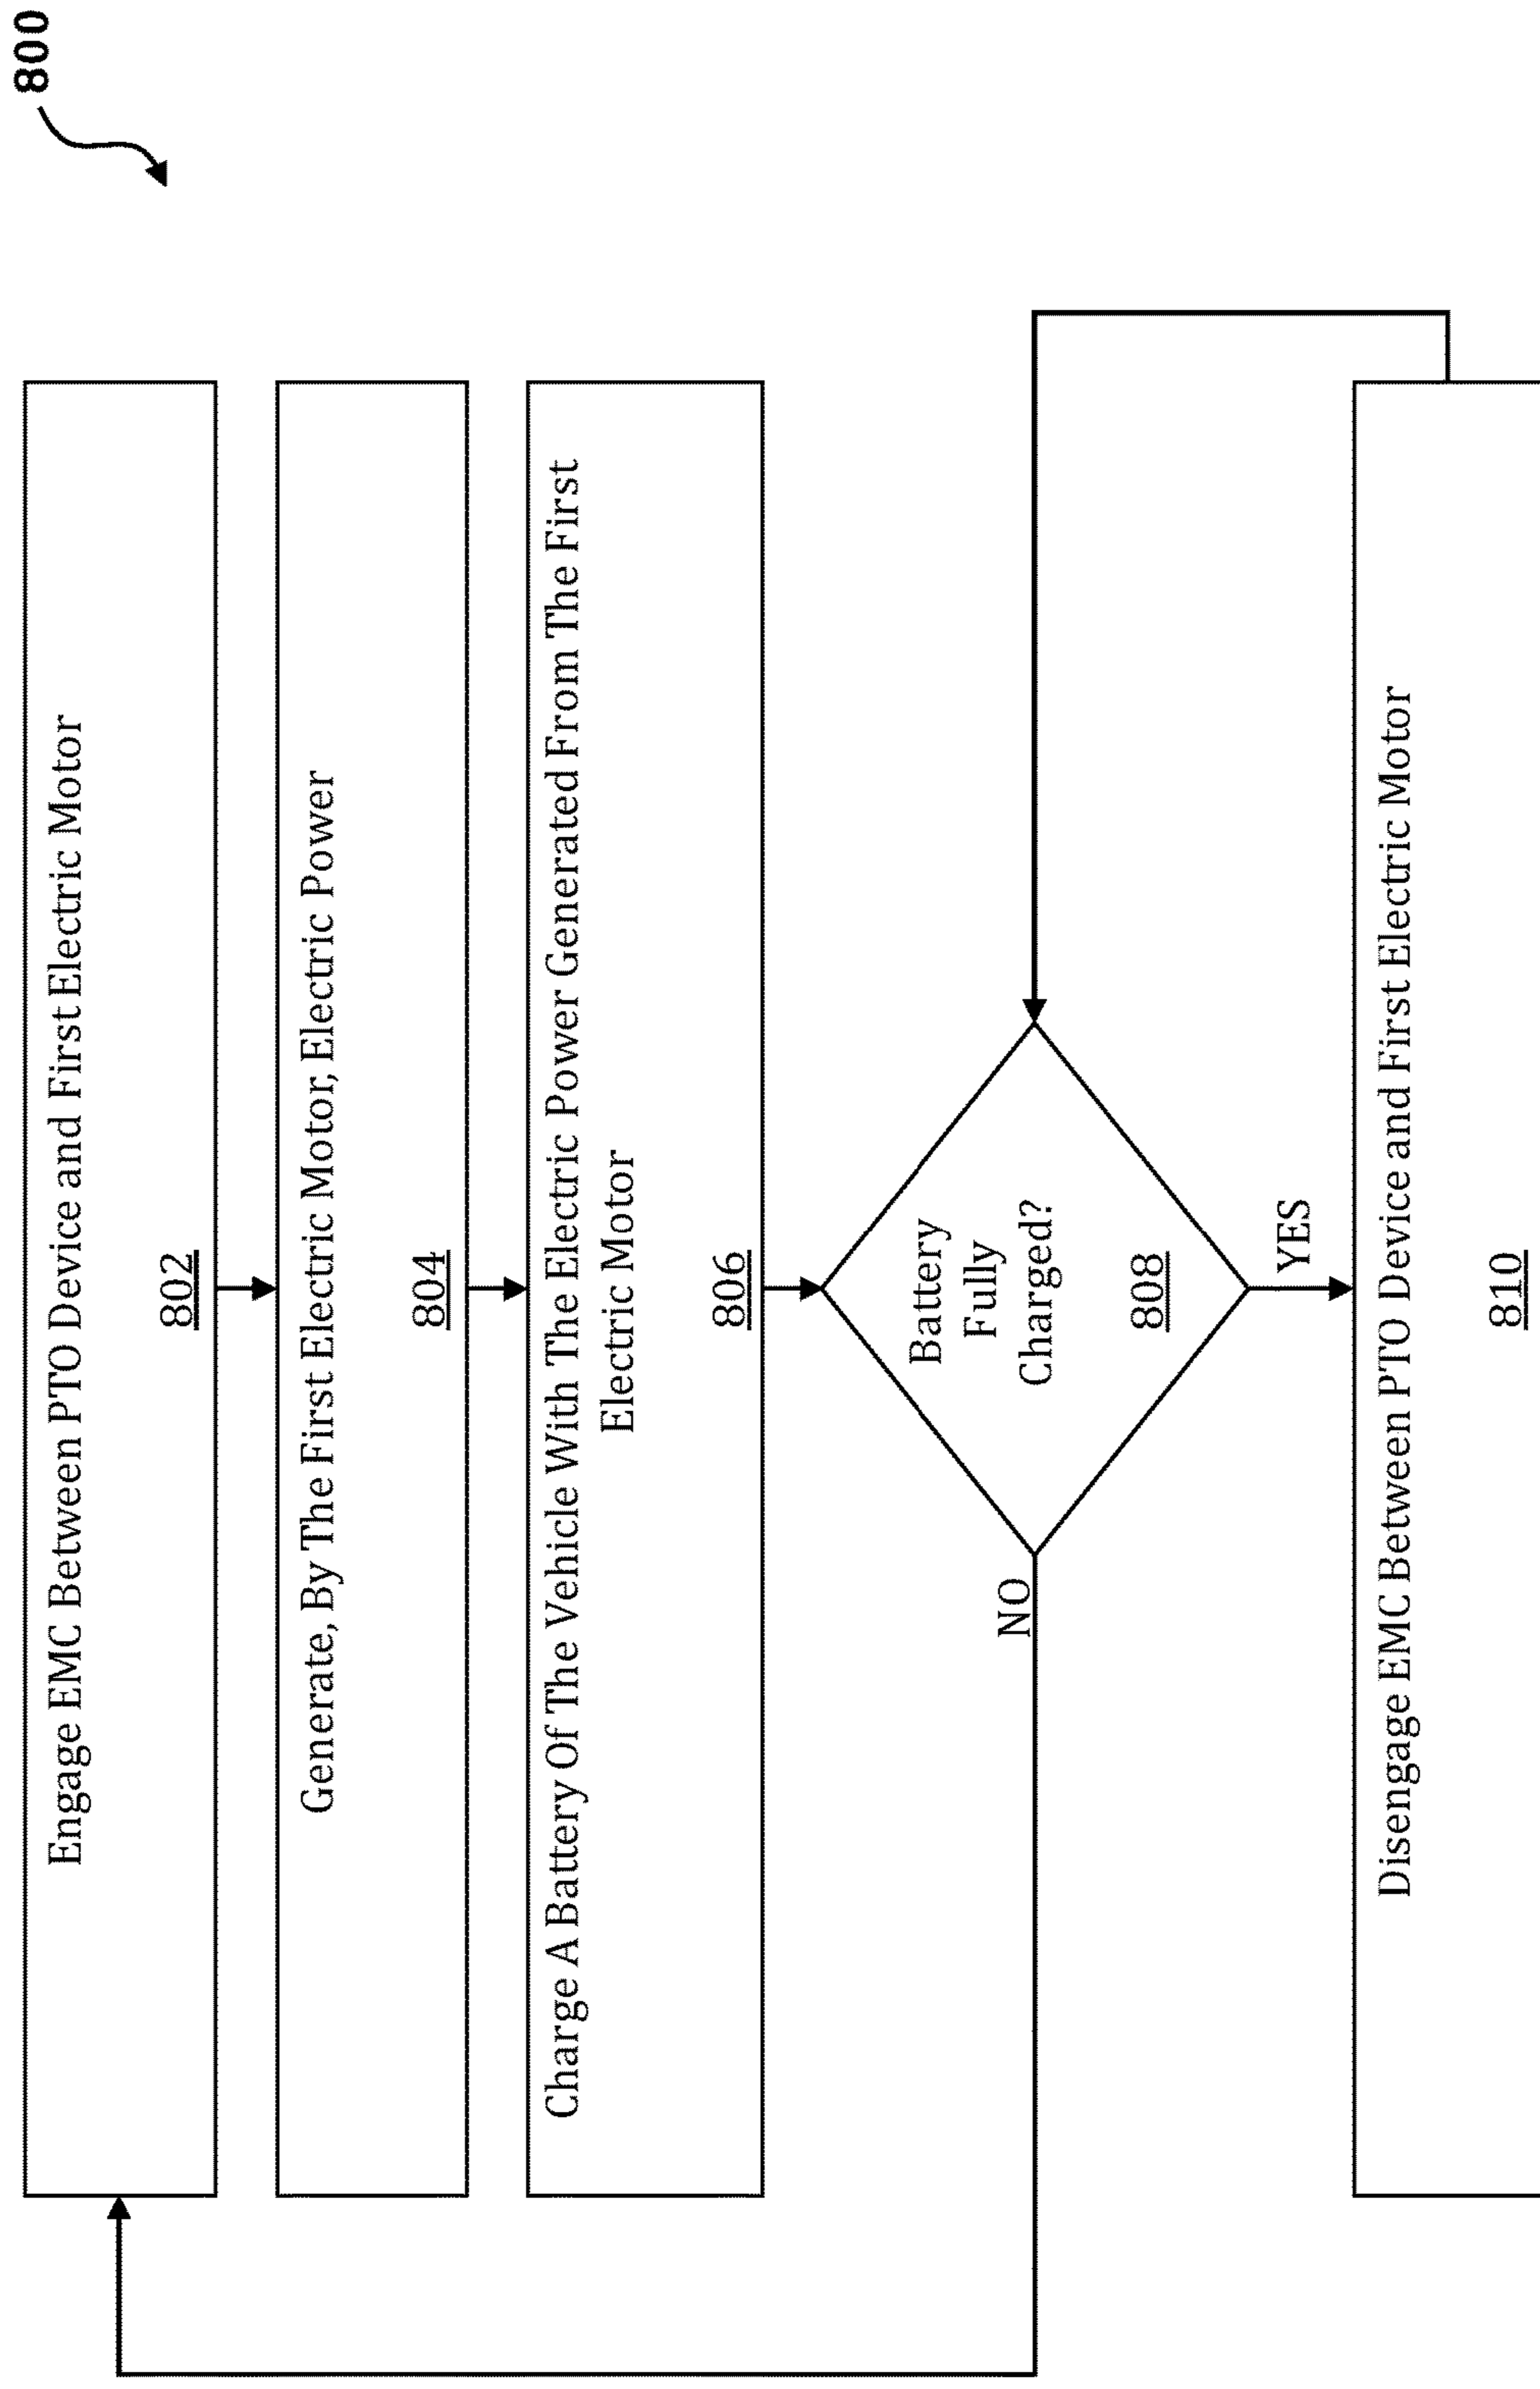 800
Engage EMC Between PTO Device and First Electric Motor
802
Generate, By The First Electric Motor, Electric Power
804
Charge A Battery Of The Vehicle With The Electric Power Generated From The First
Electric Motor
806
Battery
Fully
Charged?
808
NO
YES
Disengage EMC Between PTO Device and First Electric Motor
810